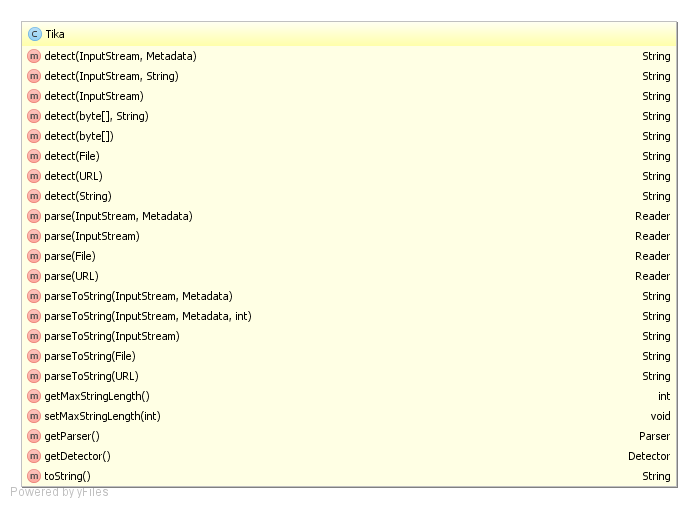 C Tika
m detect(InputStream, Metadata) String
m detect(InputStream, String) String
m detect(InputStream) String
m detect(byte[], String) String
m detect(byte[]) String
m detect(File) String
m detect(URL) String
m detect(String) String
m parse(InputStream, Metadata) Reader
m parse(InputStream) Reader
m parse(File) Reader
m parse(URL) Reader
m parseToString(InputStream, Metadata) String
m parseToString(InputStream, Metadata, int) String
m parseToString(InputStream) String
m parseToString(File) String
m parseToString(URL) String
m getMaxStringLength() int
m setMaxStringLength(int) void
m getParser() Parser
m getDetector() Detector
m toString() String
Powered by yFiles